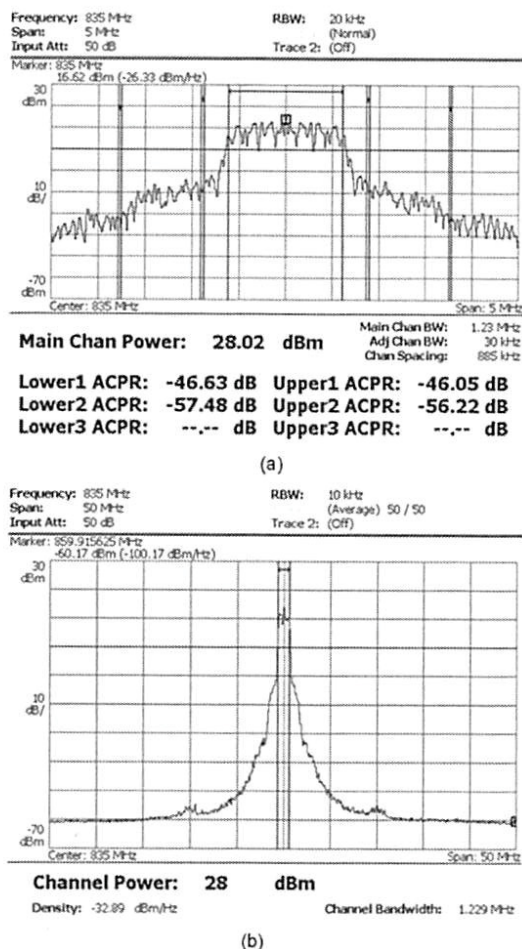 Frequency: 835 MHz RBW: 20 kHz
Span: 5 MHz (Normal)
Input Att: 50 dB Trace 2: (Off)
Marker: 835 MHz
16.62 dBm (-26.33 dBm/Hz)
30
dBm
10
dB/
-70
dBm
Center: 835 MHz Span: 5 MHz
Main Chan Power: 28.02 dBm
Main Chan BW: 1.23 MHz
Adj Chan BW: 30 kHz
Chan Spacing: 885 kHz
Lower1 ACPR: -46.63 dB Upper1 ACPR: -46.05 dB
Lower2 ACPR: -57.48 dB Upper2 ACPR: -56.22 dB
Lower3 ACPR: --.-- dB Upper3 ACPR: --.-- dB
(a)
Frequency: 835 MHz RBW: 10 kHz
Span: 50 MHz (Average) 50 / 50
Input Att: 50 dB Trace 2: (Off)
Marker: 859.915625 MHz
-60.17 dBm (-100.17 dBm/Hz)
30
dBm
10
dB/
-70
dBm
Center: 835 MHz Span: 50 MHz
Channel Power: 28 dBm
Density: -32.89 dBm/Hz Channel Bandwidth: 1.229 MHz
(b)